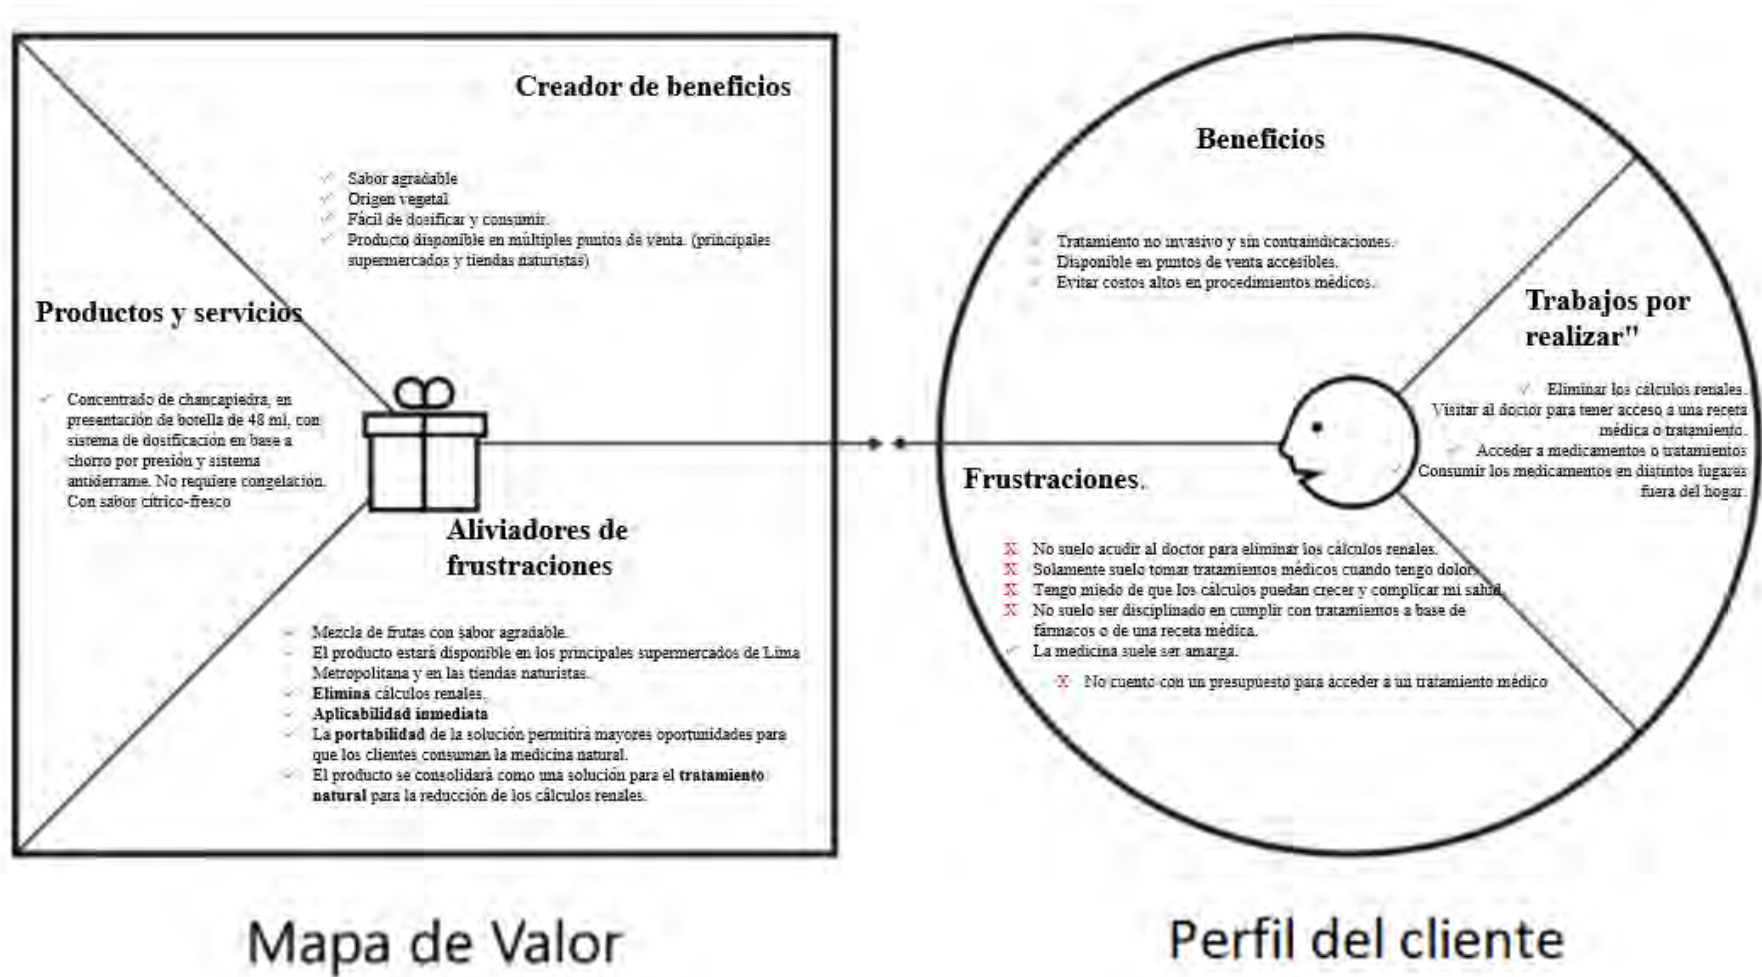 Creador de beneficios
✓ Sabor agradable
✓ Origen vegetal
✓ Fácil de dosificar y consumir.
✓ Producto disponible en múltiples puntos de venta. (principales
supermercados y tiendas naturistas)
Productos y servicios
✓ Concentrado de chancapiedra, en
presentación de botella de 48 ml, con
sistema de dosificación en base a
chorro por presión y sistema
antiderrame. No requiere congelación.
Con sabor cítrico-fresco
Aliviadores de
frustraciones
✓ Mezcla de frutas con sabor agradable.
✓ El producto estará disponible en los principales supermercados de Lima
Metropolitana y en las tiendas naturistas.
✓ Elimina cálculos renales.
✓ Aplicabilidad inmediata
✓ La portabilidad de la solución permitirá mayores oportunidades para
que los clientes consuman la medicina natural.
✓ El producto se consolidará como una solución para el tratamiento
natural para la reducción de los cálculos renales.
Mapa de Valor
Beneficios
✓ Tratamiento no invasivo y sin contraindicaciones.
✓ Disponible en puntos de venta accesibles.
✓ Evitar costos altos en procedimientos médicos.
Trabajos por
realizar"
✓ Eliminar los cálculos renales.
Visitar al doctor para tener acceso a una receta
médica o tratamiento.
✓ Acceder a medicamentos o tratamientos
✓ Consumir los medicamentos en distintos lugares
fuera del hogar.
Frustraciones.
X No suelo acudir al doctor para eliminar los cálculos renales.
X Solamente suelo tomar tratamientos médicos cuando tengo dolor.
X Tengo miedo de que los cálculos puedan crecer y complicar mi salud.
X No suelo ser disciplinado en cumplir con tratamientos a base de
fármacos o de una receta médica.
✓ La medicina suele ser amarga.
X No cuento con un presupuesto para acceder a un tratamiento médico
Perfil del cliente